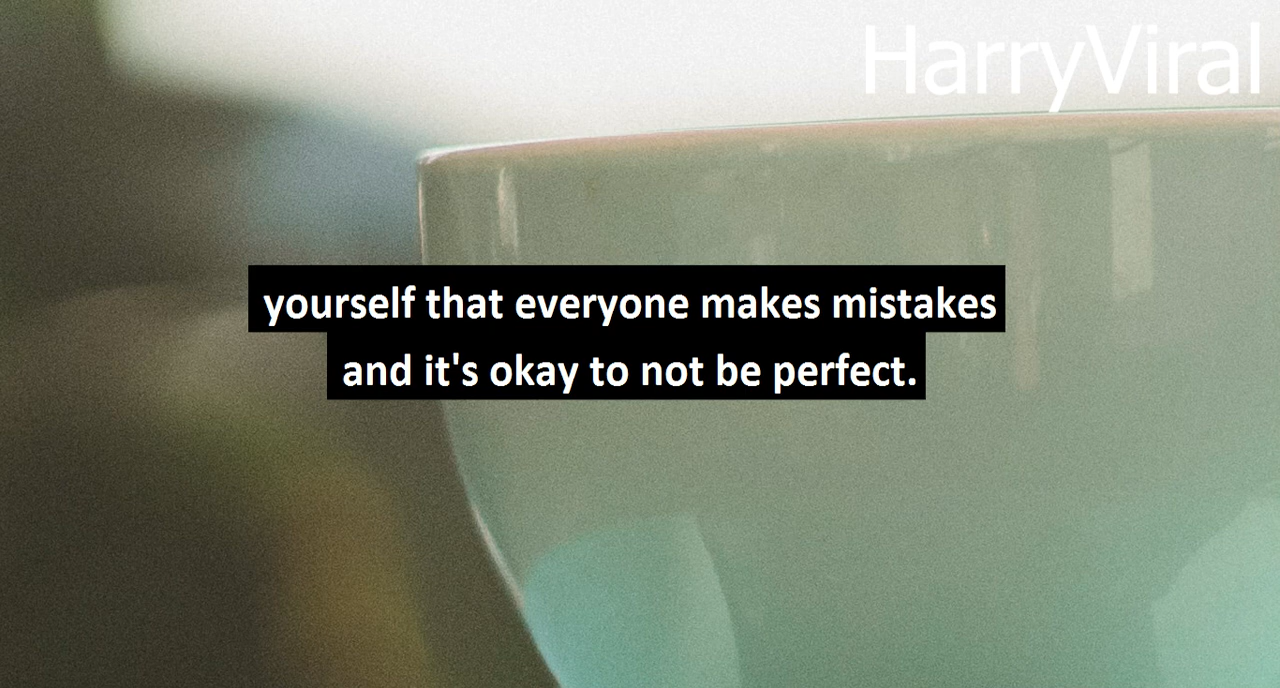 HarryViral
yourself that everyone makes mistakes
and it's okay to not be perfect.